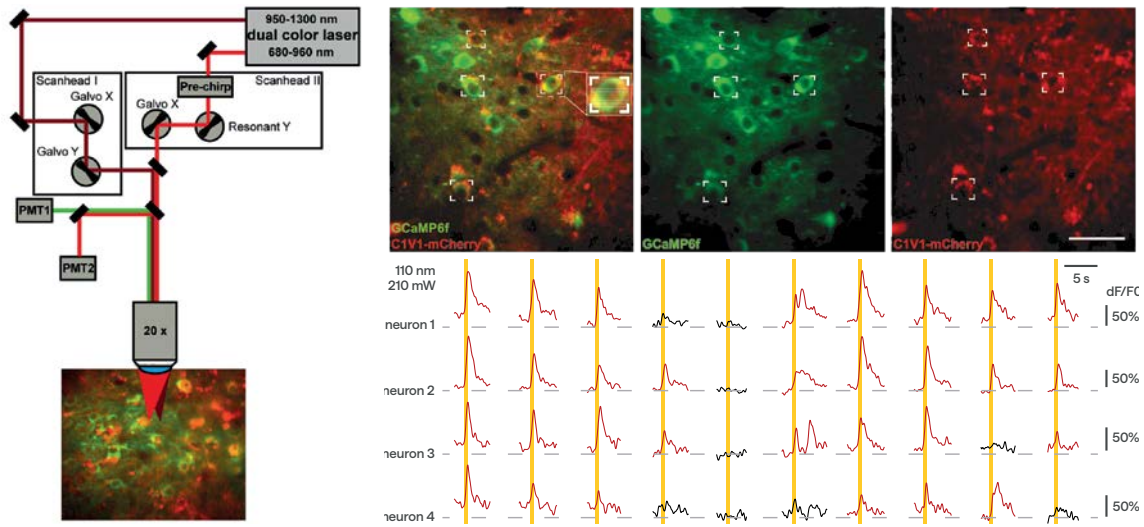 950-1300 nm
dual color laser
680-960 nm
Scanhead I
Pre-chirp
Scanhead II
Galvo X
Galvo X
Resonant Y
Galvo Y
PMT1
PMT2
20 x
GCaMP6f
C1V1-mCherry
GCaMP6f
C1V1-mCherry
110 nm
210 mW
5 s
dF/F0
neuron 1
50%
neuron 2
50%
neuron 3
50%
neuron 4
50%